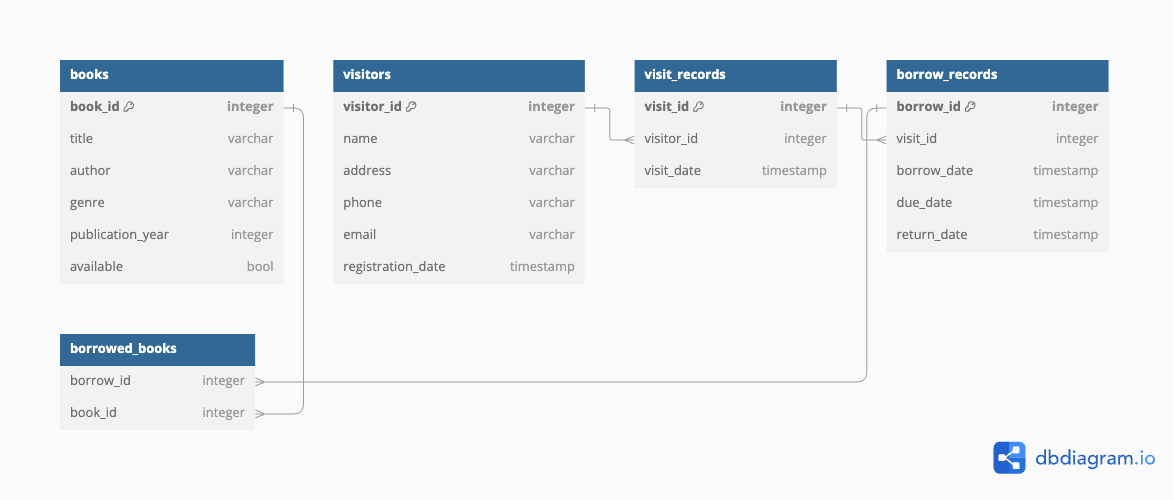 books
book_id integer
title varchar
author varchar
genre varchar
publication_year integer
available bool
visitors
visitor_id integer
name varchar
address varchar
phone varchar
email varchar
registration_date timestamp
visit_records
visit_id integer
visitor_id integer
visit_date timestamp
borrow_records
borrow_id integer
visit_id integer
borrow_date timestamp
due_date timestamp
return_date timestamp
borrowed_books
borrow_id integer
book_id integer
dbdiagram.io